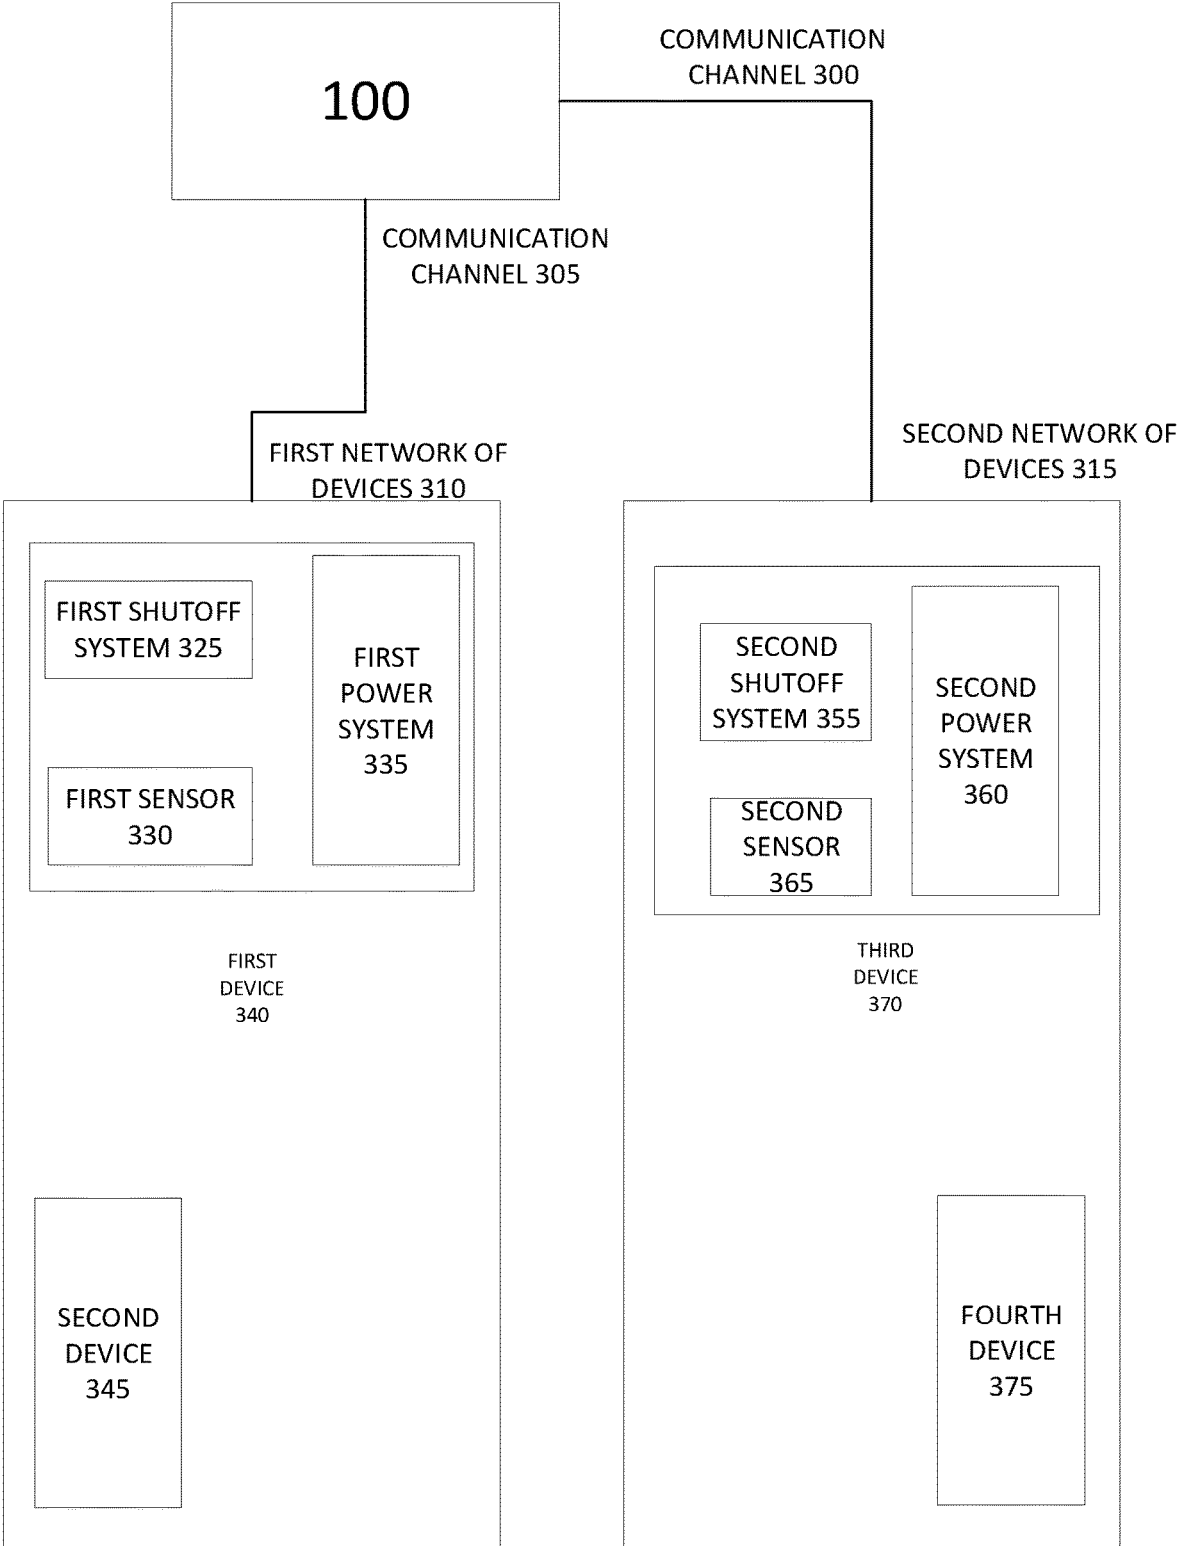 100
COMMUNICATION
CHANNEL 300
COMMUNICATION
CHANNEL 305
FIRST NETWORK OF
DEVICES 310
SECOND NETWORK OF
DEVICES 315
FIRST SHUTOFF
SYSTEM 325
FIRST
POWER
SYSTEM
335
FIRST SENSOR
330
FIRST
DEVICE
340
SECOND
DEVICE
345
SECOND
SHUTOFF
SYSTEM 355
SECOND
POWER
SYSTEM
360
SECOND
SENSOR
365
THIRD
DEVICE
370
FOURTH
DEVICE
375